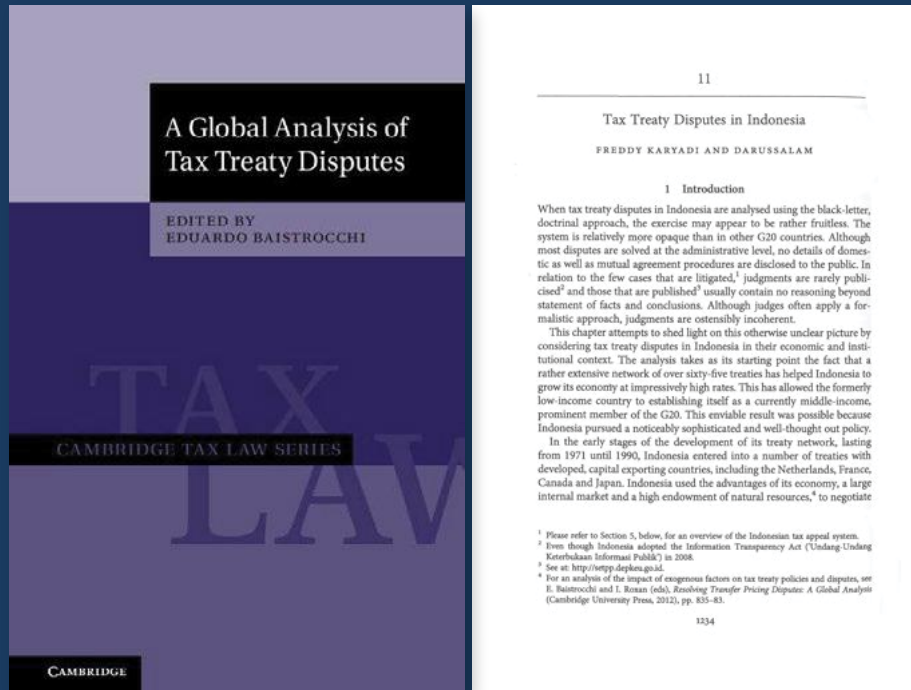 A Global Analysis of
Tax Treaty Disputes
EDITED BY
EDUARDO BAISTROCCHI
TAX
CAMBRIDGE TAX LAW SERIES
LAW
CAMBRIDGE
11
Tax Treaty Disputes in Indonesia
FREDDY KARYADI AND DARUSSALAM
1 Introduction
When tax treaty disputes in Indonesia are analysed using the black-letter,
doctrinal approach, the exercise may appear to be rather fruitless. The
system is relatively more opaque than in other G20 countries. Although
most disputes are solved at the administrative level, no details of domes-
tic as well as mutual agreement procedures are disclosed to the public. In
relation to the few cases that are litigated,1 judgments are rarely publi-
cised2 and those that are published3 usually contain no reasoning beyond
statement of facts and conclusions. Although judges often apply a for-
malistic approach, judgments are ostensibly incoherent.
This chapter attempts to shed light on this otherwise unclear picture by
considering tax treaty disputes in Indonesia in their economic and insti-
tutional context. The analysis takes as its starting point the fact that a
rather extensive network of over sixty-five treaties has helped Indonesia to
grow its economy at impressively high rates. This has allowed the formerly
low-income country to establishing itself as a currently middle-income,
prominent member of the G20. This enviable result was possible because
Indonesia pursued a noticeably sophisticated and well-thought out policy.
In the early stages of the development of its treaty network, lasting
from 1971 until 1990, Indonesia entered into a number of treaties with
developed, capital exporting countries, including the Netherlands, France,
Canada and Japan. Indonesia used the advantages of its economy, a large
internal market and a high endowment of natural resources,4 to negotiate
1 Please refer to Section 5, below, for an overview of the Indonesian tax appeal system.
2 Even though Indonesia adopted the Information Transparency Act ('Undang-Undang
Keterbukaan Informasi Publik') in 2008.
3 See at: http://setpp.depkeu.go.id.
4 For an analysis of the impact of exogenous factors on tax treaty policies and disputes, see
E. Baistrocchi and I. Roxan (eds), Resolving Transfer Pricing Disputes: A Global Analysis
(Cambridge University Press, 2012), pp. 835–83.
1234